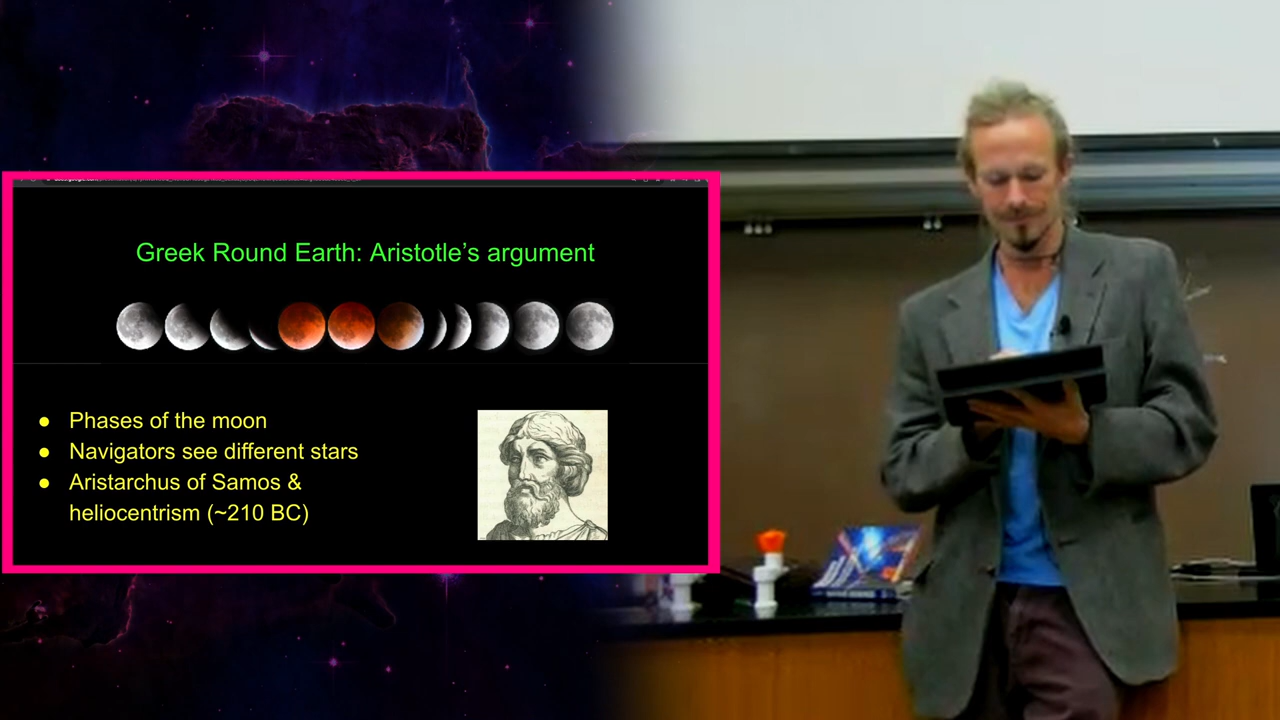 Greek Round Earth: Aristotle’s argument
● Phases of the moon
● Navigators see different stars
● Aristarchus of Samos &
heliocentrism (~210 BC)